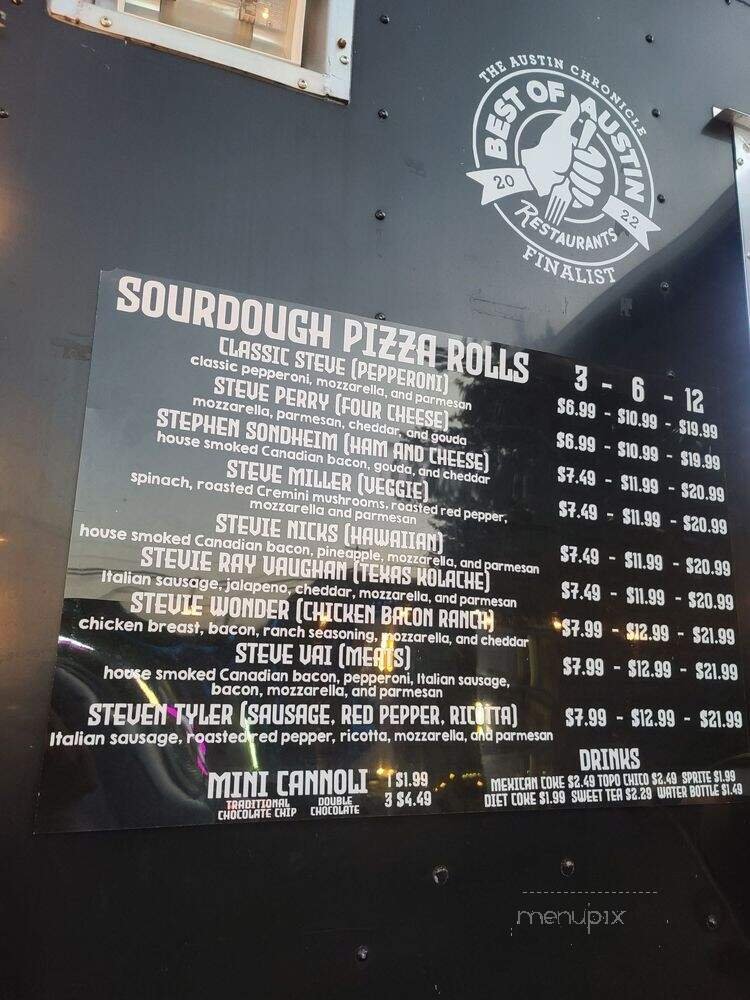 THE AUSTIN CHRONICLE
BEST OF AUSTIN
20 22
RESTAURANTS
FINALIST
SOURDOUGH PIZZA ROLLS 3 - 6 - 12
CLASSIC STEVE (PEPPERONI) $6.99 - $10.99 - $19.99
classic pepperoni, mozzarella, and parmesan
STEVE PERRY (FOUR CHEESE) $6.99 - $10.99 - $19.99
mozzarella, parmesan, cheddar, and gouda
STEPHEN SONDHEIM (HAM AND CHEESE) $7.49 - $11.99 - $20.99
house smoked Canadian bacon, gouda, and cheddar
STEVE MILLER (VEGGIE) $7.49 - $11.99 - $20.99
spinach, roasted Cremini mushrooms, roasted red pepper,
mozzarella and parmesan
STEVIE NICKS (HAWAIIAN) $7.49 - $11.99 - $20.99
house smoked Canadian bacon, pineapple, mozzarella, and parmesan
STEVIE RAY VAUGHAN (TEXAS KOLACHE) $7.49 - $11.99 - $20.99
Italian sausage, jalapeno, cheddar, mozzarella, and parmesan
STEVIE WONDER (CHICKEN BACON RANCH) $7.99 - $12.99 - $21.99
chicken breast, bacon, ranch seasoning, mozzarella, and cheddar
STEVE VAI (MEATS) $7.99 - $12.99 - $21.99
house smoked Canadian bacon, pepperoni, Italian sausage,
bacon, mozzarella, and parmesan
STEVEN TYLER (SAUSAGE, RED PEPPER, RICOTTA) $7.99 - $12.99 - $21.99
Italian sausage, roasted red pepper, ricotta, mozzarella, and parmesan
MINI CANNOLI 1 $1.99
3 $4.49
TRADITIONAL DOUBLE
CHOCOLATE CHIP CHOCOLATE
DRINKS
MEXICAN COKE $2.49 TOPO CHICO $2.49 SPRITE $1.99
DIET COKE $1.99 SWEET TEA $2.29 WATER BOTTLE $1.49
menupix